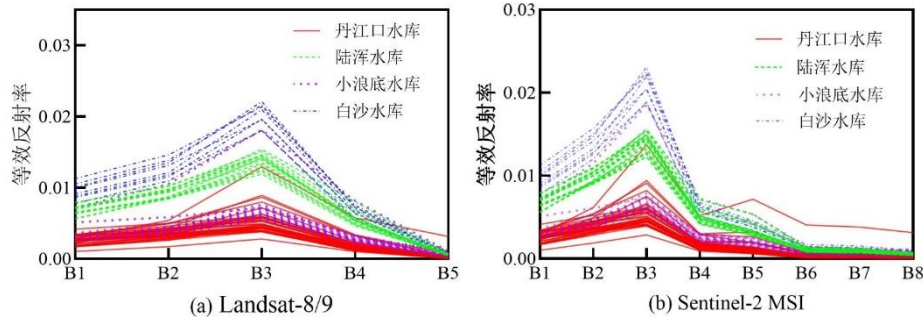 0.03
0.02
0.01
0.00
等效反射率
丹江口水库
陆浑水库
小浪底水库
白沙水库
B1 B2 B3 B4 B5
(a) Landsat-8/9
0.03
0.02
0.01
0.00
等效反射率
丹江口水库
陆浑水库
小浪底水库
白沙水库
B1 B2 B3 B4 B5 B6 B7 B8
(b) Sentinel-2 MSI